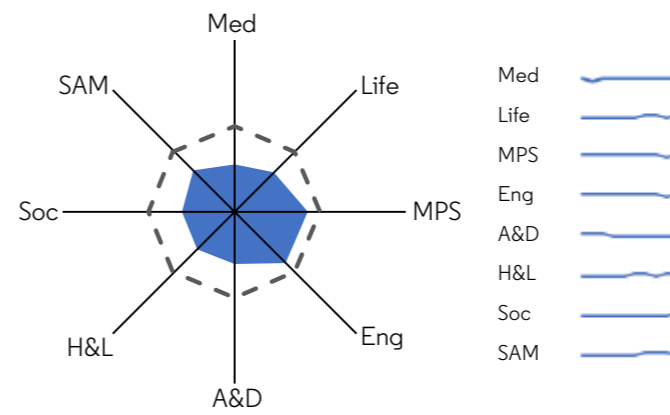 Med
SAM
Life
Soc
MPS
H&L
Eng
A&D
Med
Life
MPS
Eng
A&D
H&L
Soc
SAM